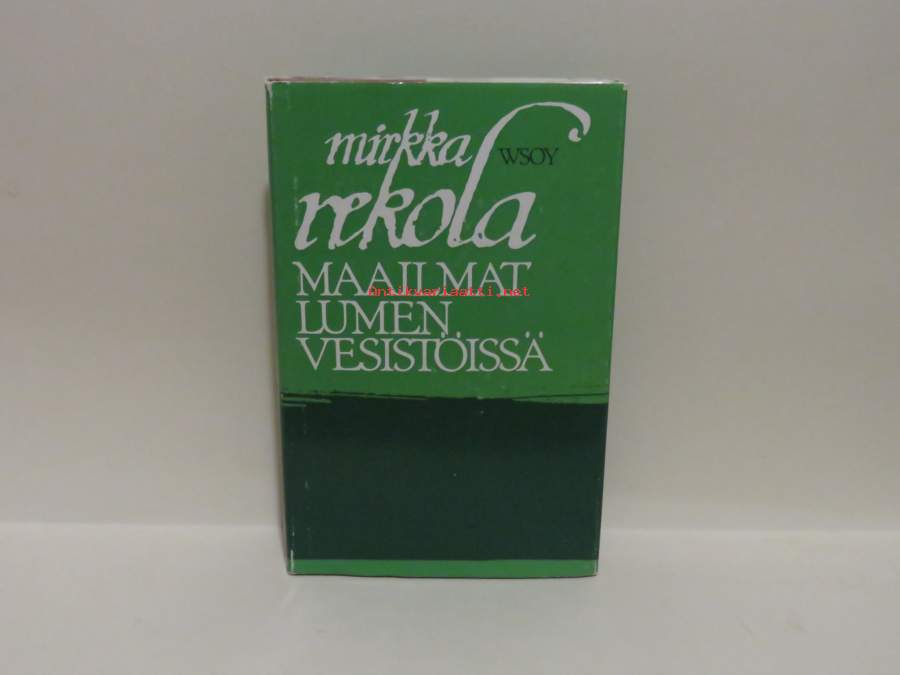 mirkka
WSOY
rekola
MAAILMAT
antikvariaatti.net
LUMEN
VESISTÖISSÄ